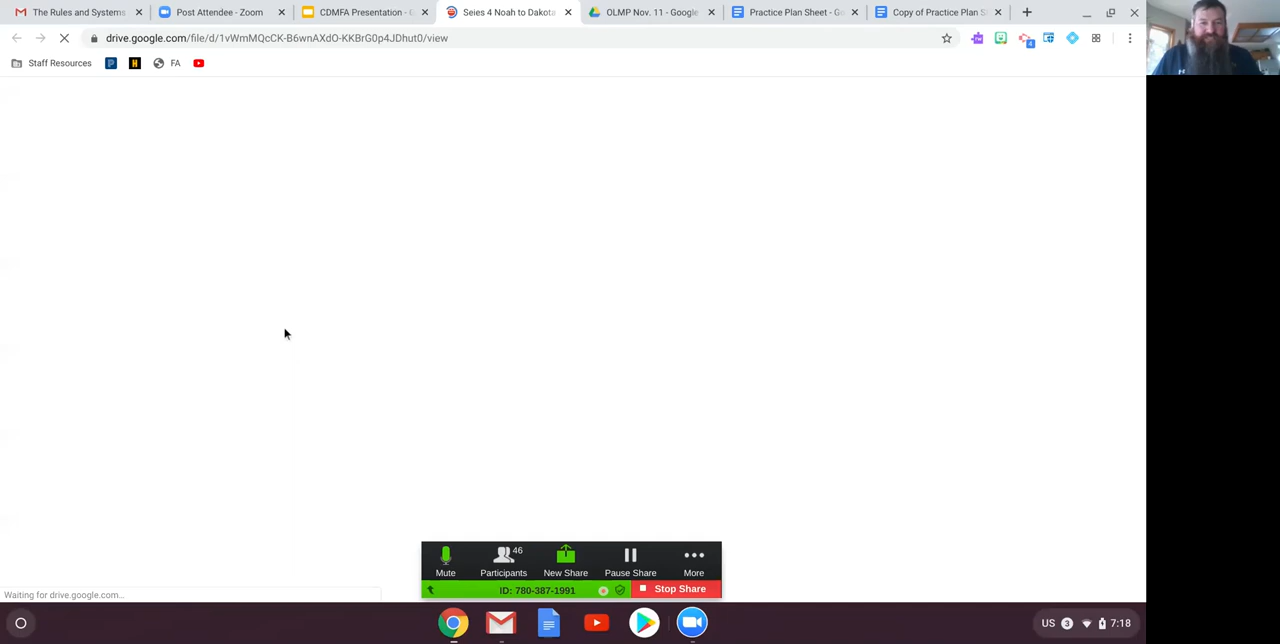 The Rules and Systems
Post Attendee - Zoom
CDMFA Presentation - G
Seies 4 Noah to Dakota
OLMP Nov. 11 - Google
Practice Plan Sheet - Go
Copy of Practice Plan S
drive.google.com/file/d/1vWmMQcCK-B6wnAXdO-KKBrG0p4JDhut0/view
4
Staff Resources
P
H
FA
46
Mute
Participants
New Share
Pause Share
More
ID: 780-387-1991
Stop Share
Waiting for drive.google.com...
US
3
7:18